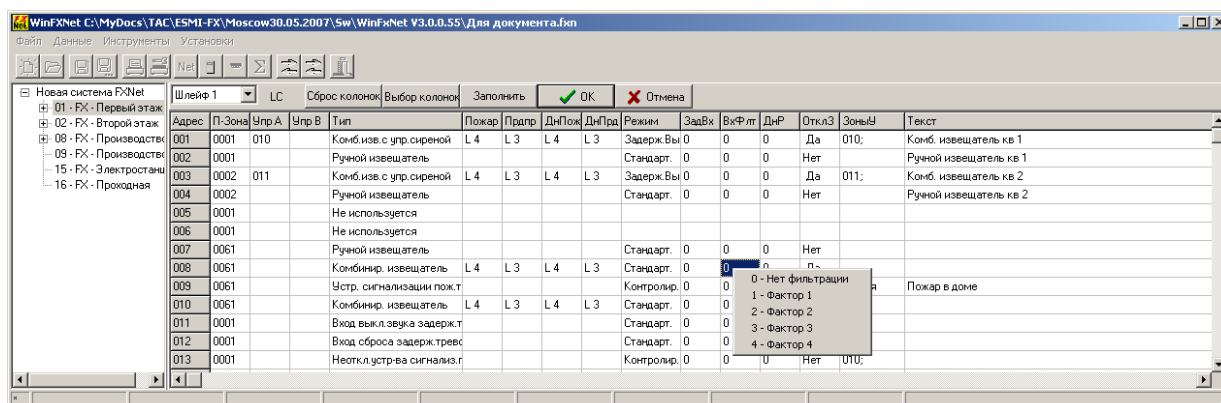 WinFXNet C:\MyDocs\TAC\ESMI-FX\Moscow30.05.2007\Sw\WinFxNet V3.0.0.55\Для документа.fxn
Файл Данные Инструменты Установки
Net Σ
Новая система FXNet
01 - FX - Первый этаж
02 - FX - Второй этаж
08 - FX - Производств
09 - FX - Производств
15 - FX - Электростанц
16 - FX - Проходная
Шлейф 1 LC Сброс колонок Выбор колонок Заполнить OK Отмена
Адрес П-Зона Упр А Упр В Тип Пожар Прдпр ДнПож ДнПрд Режим ЗадВх ВхФлт ДнР ОтклЗ ЗоныУ Текст
001 0001 010 Комб.изв.с упр.сиреной L 4 L 3 L 4 L 3 Задерж.Вы 0 0 0 Да 010; Комб. извещатель кв 1
002 0001 Ручной извещатель Стандарт. 0 0 0 Нет Ручной извещатель кв 1
003 0002 011 Комб.изв.с упр.сиреной L 4 L 3 L 4 L 3 Задерж.Вы 0 0 0 Да 011; Комб. извещатель кв 2
004 0002 Ручной извещатель Стандарт. 0 0 0 Нет Ручной извещатель кв 2
005 0001 Не используется
006 0001 Не используется
007 0061 Ручной извещатель Стандарт. 0 0 0 Нет
008 0061 Комбинир. извещатель L 4 L 3 L 4 L 3 Стандарт. 0 0 0 Да
009 0061 Устр. сигнализации пож.т Контролир. 0 0 я Пожар в доме
010 0061 Комбинир. извещатель L 4 L 3 L 4 L 3 Стандарт. 0 0
011 0001 Вход выкл.звука задерж.т Стандарт. 0 0
012 0001 Вход сброса задерж.трево Стандарт. 0 0
013 0001 Неоткл.устр-ва сигнализ.г Контролир. 0 0 0 Нет 010;
0 - Нет фильтрации
1 - Фактор 1
2 - Фактор 2
3 - Фактор 3
4 - Фактор 4